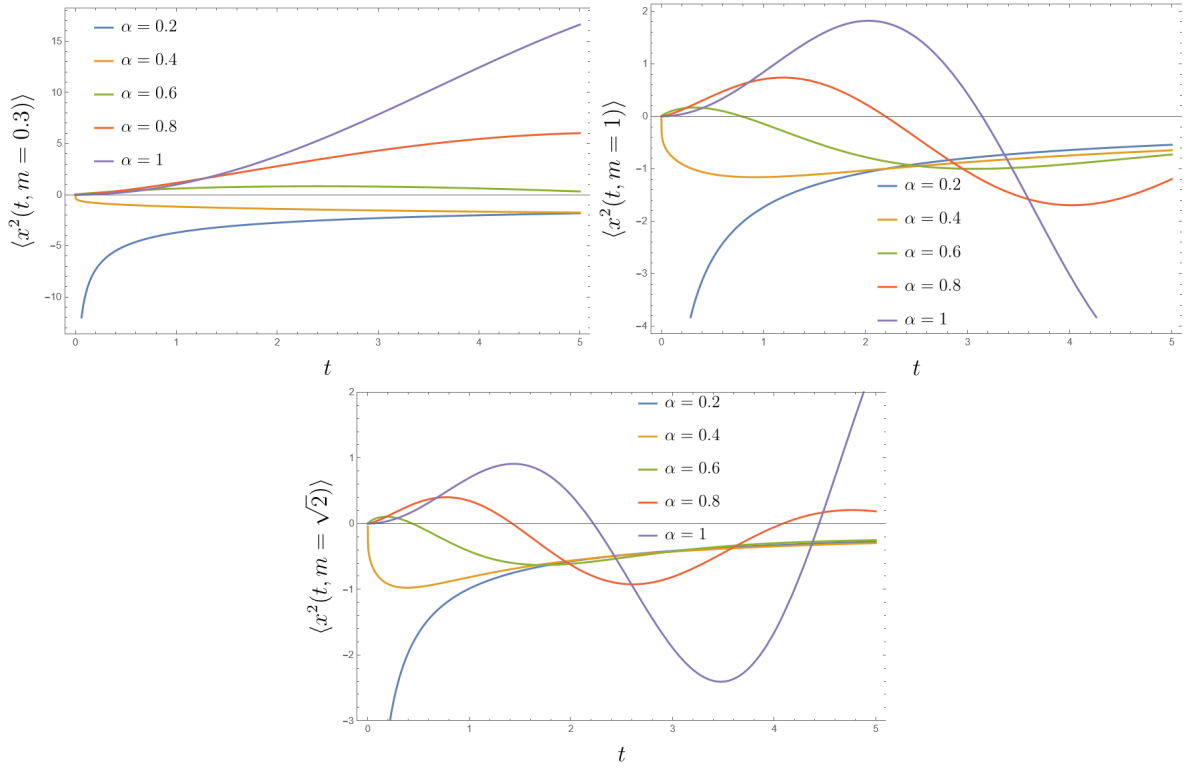 ⟨x²(t, m = 0.3)⟩
15
10
5
0
−5
−10
α = 0.2
α = 0.4
α = 0.6
α = 0.8
α = 1
0 1 2 3 4 5
t
⟨x²(t, m = 1)⟩
2
1
0
−1
−2
−3
−4
α = 0.2
α = 0.4
α = 0.6
α = 0.8
α = 1
0 1 2 3 4 5
t
⟨x²(t, m = √2)⟩
2
1
0
−1
−2
−3
α = 0.2
α = 0.4
α = 0.6
α = 0.8
α = 1
0 1 2 3 4 5
t